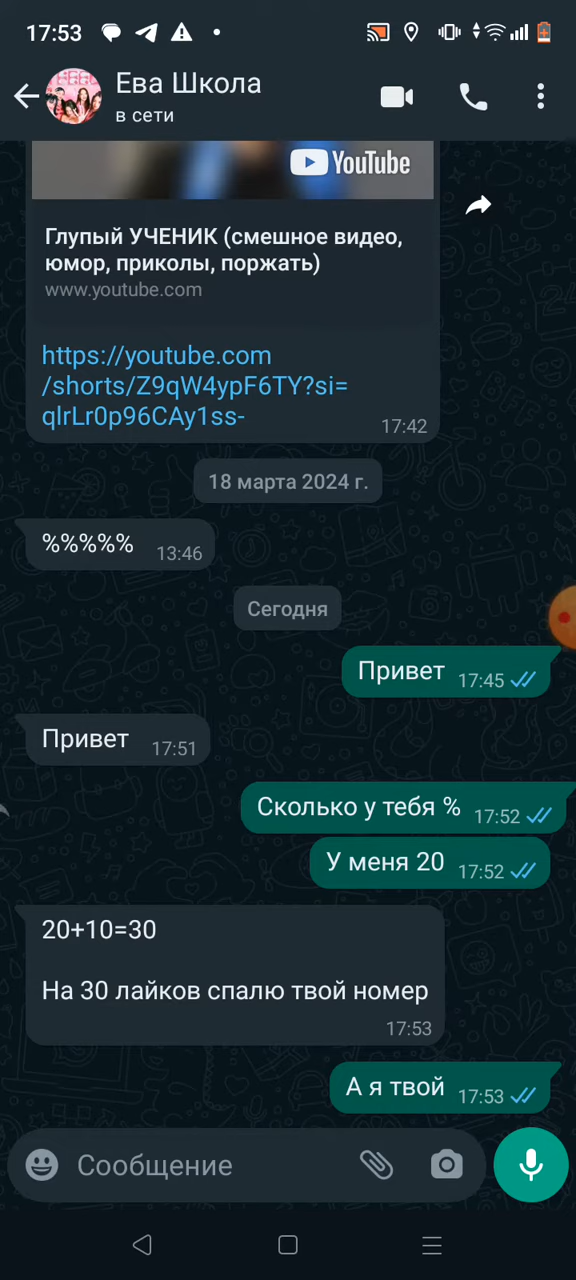 17:53
Ева Школа
в сети
YouTube
Глупый УЧЕНИК (смешное видео,
юмор, приколы, поржать)
www.youtube.com
https://youtube.com
/shorts/Z9qW4ypF6TY?si=
qlrLr0p96CAy1ss-
17:42
18 марта 2024 г.
%%%%% 13:46
Сегодня
Привет 17:45
Привет 17:51
Сколько у тебя % 17:52
У меня 20 17:52
20+10=30
На 30 лайков спалю твой номер
17:53
А я твой 17:53
Сообщение